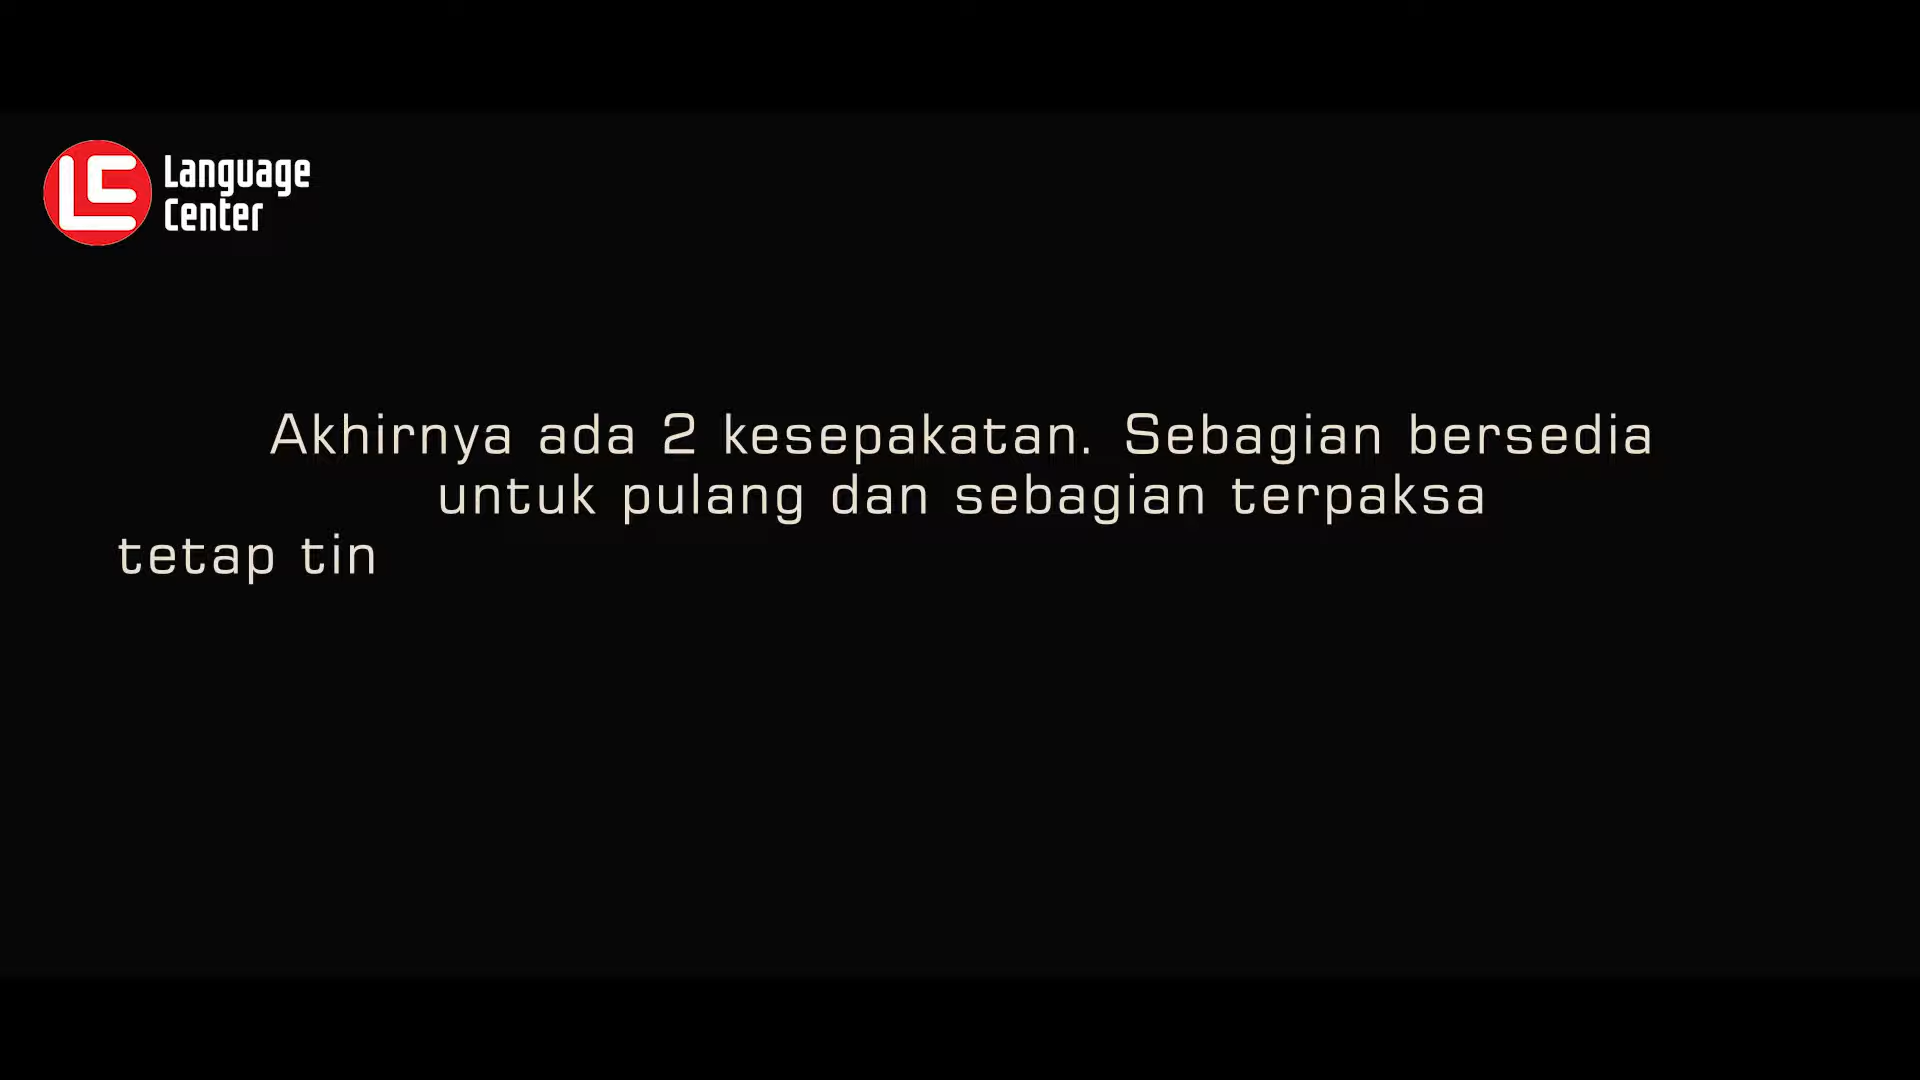 Language
Center
Akhirnya ada 2 kesepakatan. Sebagian bersedia
untuk pulang dan sebagian terpaksa
tetap tin